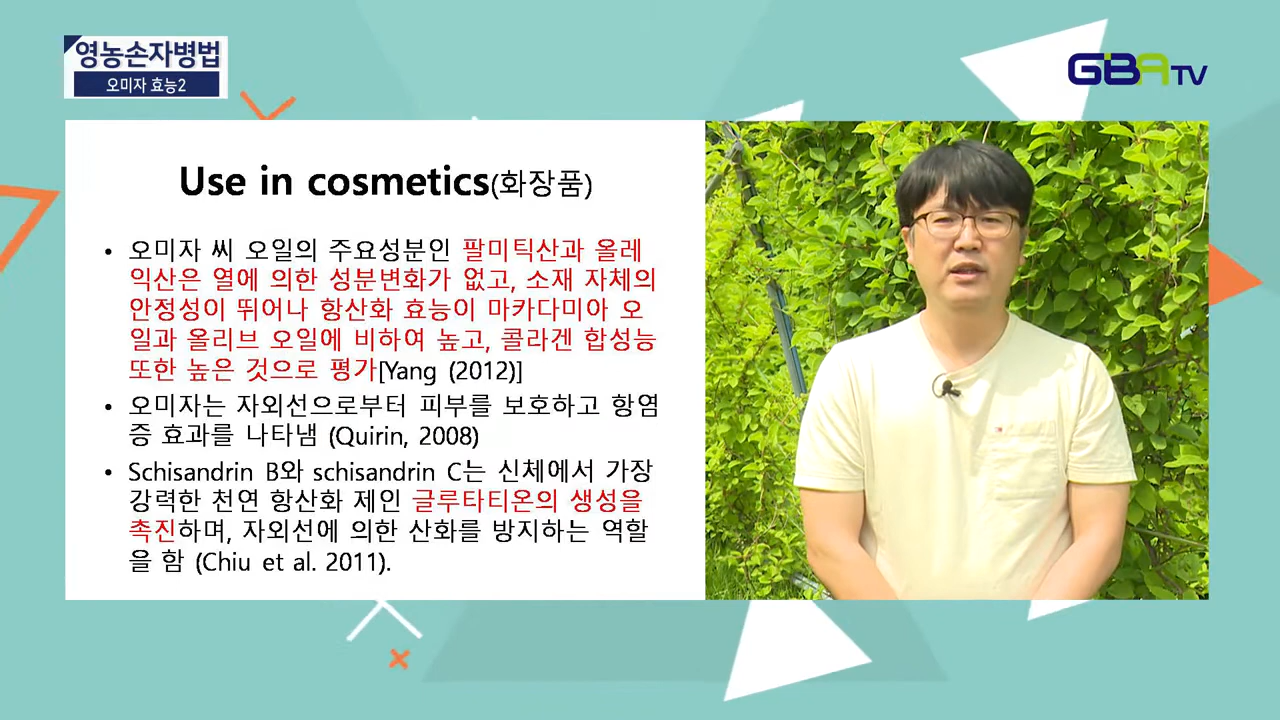 영농손자병법
오미자 효능2
GBATV
Use in cosmetics(화장품)
• 오미자 씨 오일의 주요성분인 팔미틱산과 올레
익산은 열에 의한 성분변화가 없고, 소재 자체의
안정성이 뛰어나 항산화 효능이 마카다미아 오
일과 올리브 오일에 비하여 높고, 콜라겐 합성능
또한 높은 것으로 평가[Yang (2012)]
• 오미자는 자외선으로부터 피부를 보호하고 항염
증 효과를 나타냄 (Quirin, 2008)
• Schisandrin B와 schisandrin C는 신체에서 가장
강력한 천연 항산화 제인 글루타티온의 생성을
촉진하며, 자외선에 의한 산화를 방지하는 역할
을 함 (Chiu et al. 2011).